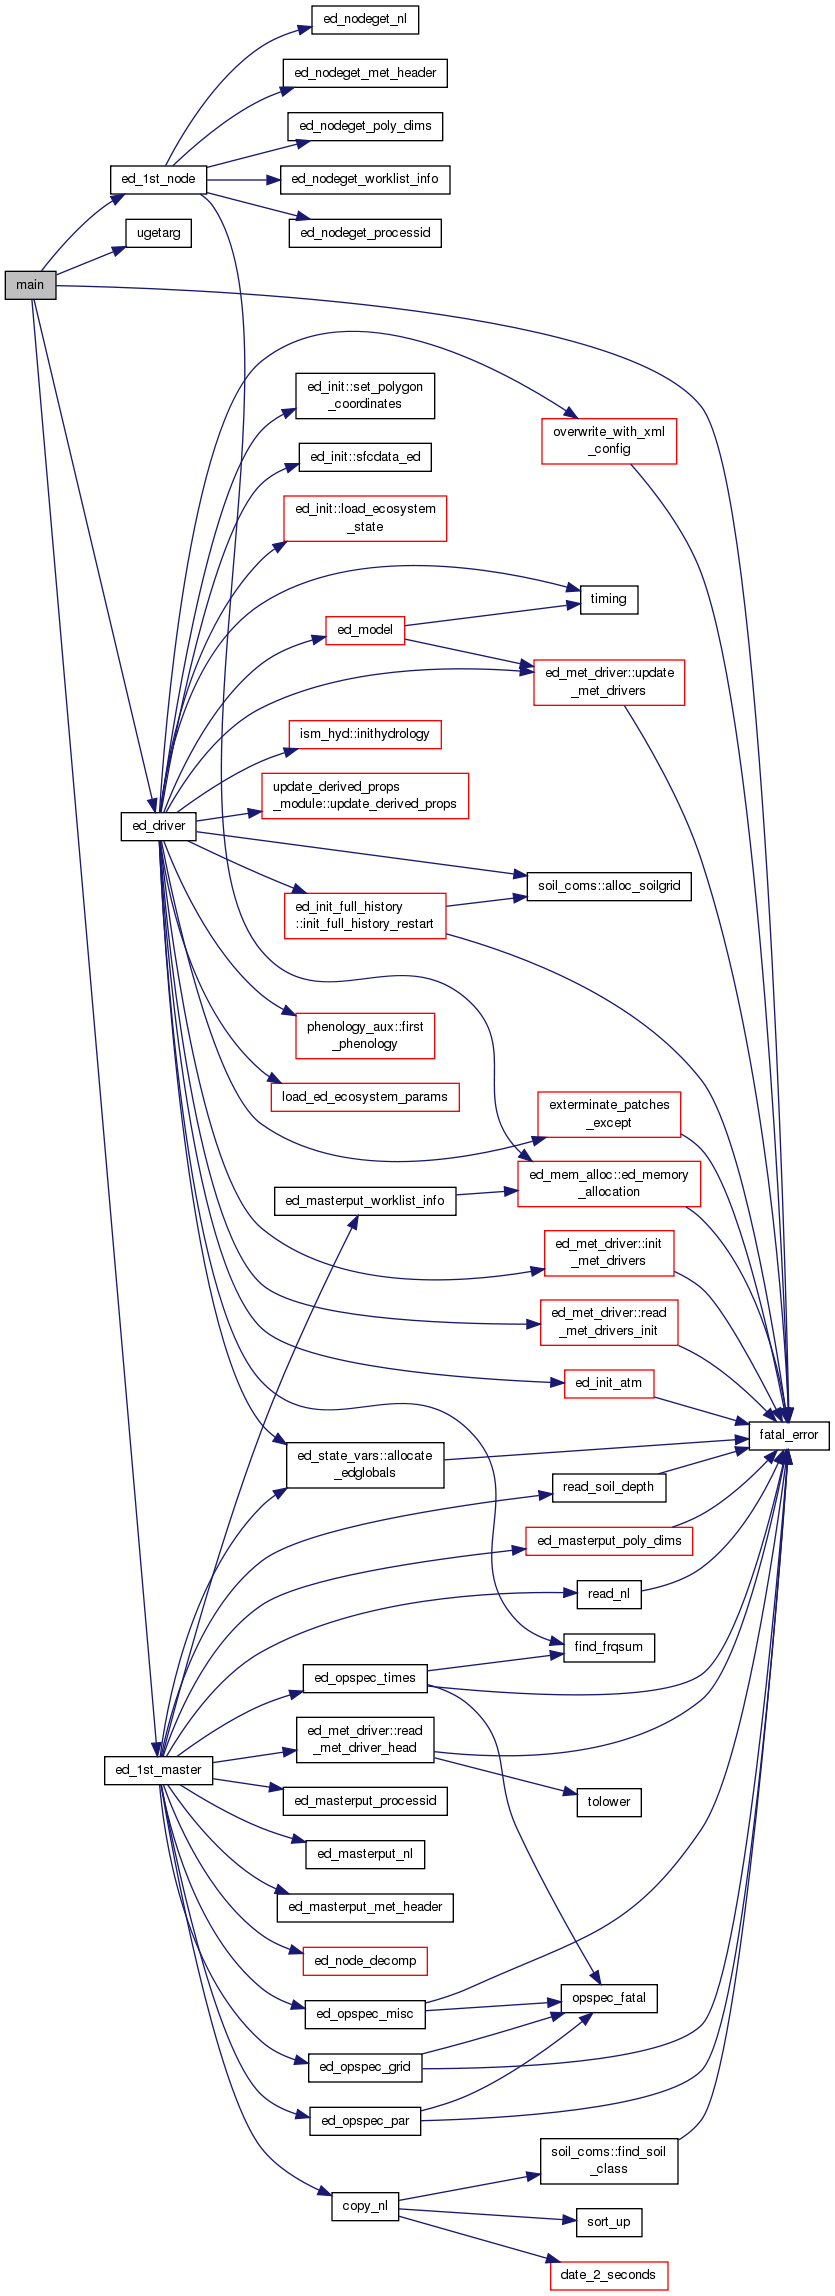 ed_nodeget_nl
ed_nodeget_met_header
ed_nodeget_poly_dims
ed_1st_node
ed_nodeget_worklist_info
ugetarg
ed_nodeget_processid
main
ed_init::set_polygon
_coordinates
overwrite_with_xml
_config
ed_init::sfcdata_ed
ed_init::load_ecosystem
_state
timing
ed_model
ed_met_driver::update
_met_drivers
ism_hyd::inithydrology
update_derived_props
_module::update_derived_props
ed_driver
soil_coms::alloc_soilgrid
ed_init_full_history
::init_full_history_restart
phenology_aux::first
_phenology
load_ed_ecosystem_params
exterminate_patches
_except
ed_mem_alloc::ed_memory
_allocation
ed_masterput_worklist_info
ed_met_driver::init
_met_drivers
ed_met_driver::read
_met_drivers_init
ed_init_atm
fatal_error
ed_state_vars::allocate
_edglobals
read_soil_depth
ed_masterput_poly_dims
read_nl
find_frqsum
ed_opspec_times
ed_met_driver::read
_met_driver_head
ed_1st_master
ed_masterput_processid
tolower
ed_masterput_nl
ed_masterput_met_header
ed_node_decomp
opspec_fatal
ed_opspec_misc
ed_opspec_grid
ed_opspec_par
soil_coms::find_soil
_class
copy_nl
sort_up
date_2_seconds